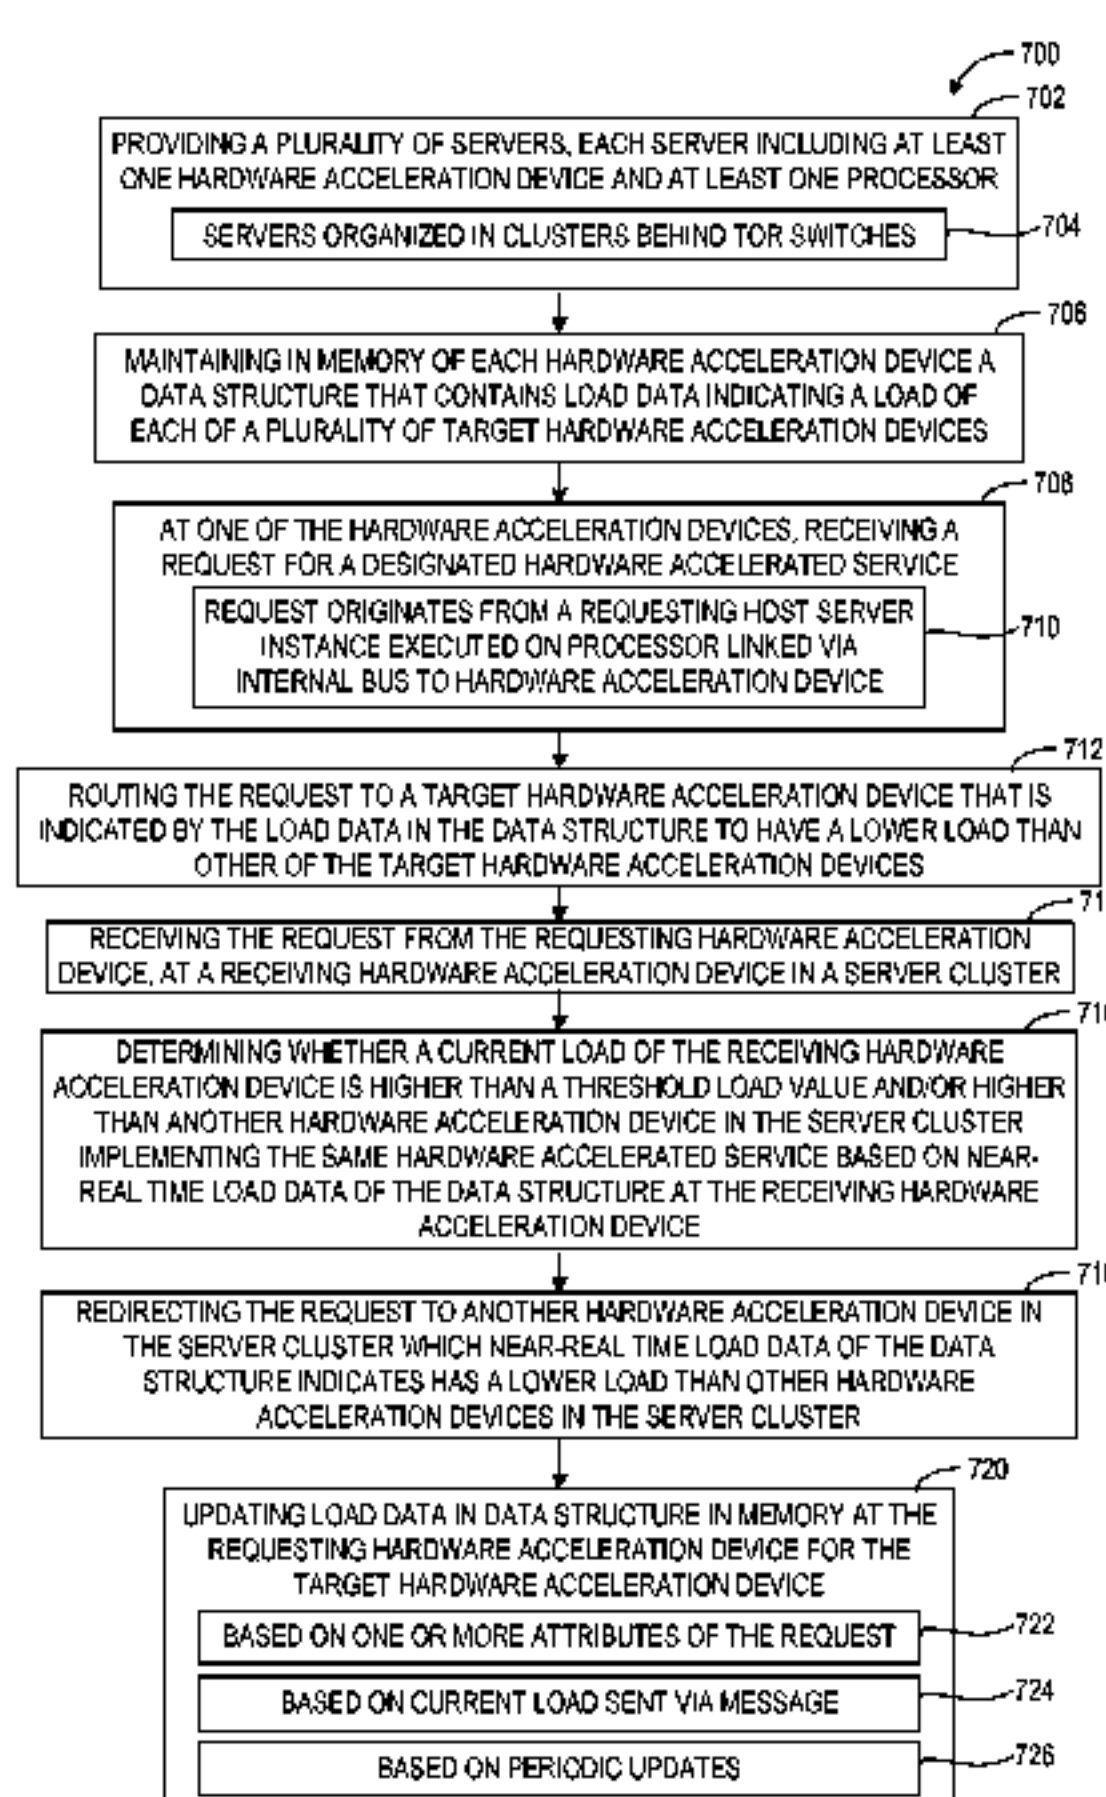 700
702
PROVIDING A PLURALITY OF SERVERS, EACH SERVER INCLUDING AT LEAST
ONE HARDWARE ACCELERATION DEVICE AND AT LEAST ONE PROCESSOR
SERVERS ORGANIZED IN CLUSTERS BEHIND TOR SWITCHES
704
706
MAINTAINING IN MEMORY OF EACH HARDWARE ACCELERATION DEVICE A
DATA STRUCTURE THAT CONTAINS LOAD DATA INDICATING A LOAD OF
EACH OF A PLURALITY OF TARGET HARDWARE ACCELERATION DEVICES
708
AT ONE OF THE HARDWARE ACCELERATION DEVICES, RECEIVING A
REQUEST FOR A DESIGNATED HARDWARE ACCELERATED SERVICE
REQUEST ORIGINATES FROM A REQUESTING HOST SERVER
INSTANCE EXECUTED ON PROCESSOR LINKED VIA
INTERNAL BUS TO HARDWARE ACCELERATION DEVICE
710
712
ROUTING THE REQUEST TO A TARGET HARDWARE ACCELERATION DEVICE THAT IS
INDICATED BY THE LOAD DATA IN THE DATA STRUCTURE TO HAVE A LOWER LOAD THAN
OTHER OF THE TARGET HARDWARE ACCELERATION DEVICES
71
RECEIVING THE REQUEST FROM THE REQUESTING HARDWARE ACCELERATION
DEVICE, AT A RECEIVING HARDWARE ACCELERATION DEVICE IN A SERVER CLUSTER
71
DETERMINING WHETHER A CURRENT LOAD OF THE RECEIVING HARDWARE
ACCELERATION DEVICE IS HIGHER THAN A THRESHOLD LOAD VALUE AND/OR HIGHER
THAN ANOTHER HARDWARE ACCELERATION DEVICE IN THE SERVER CLUSTER
IMPLEMENTING THE SAME HARDWARE ACCELERATED SERVICE BASED ON NEAR-
REAL TIME LOAD DATA OF THE DATA STRUCTURE AT THE RECEIVING HARDWARE
ACCELERATION DEVICE
71
REDIRECTING THE REQUEST TO ANOTHER HARDWARE ACCELERATION DEVICE IN
THE SERVER CLUSTER WHICH NEAR-REAL TIME LOAD DATA OF THE DATA
STRUCTURE INDICATES HAS A LOWER LOAD THAN OTHER HARDWARE
ACCELERATION DEVICES IN THE SERVER CLUSTER
720
UPDATING LOAD DATA IN DATA STRUCTURE IN MEMORY AT THE
REQUESTING HARDWARE ACCELERATION DEVICE FOR THE
TARGET HARDWARE ACCELERATION DEVICE
BASED ON ONE OR MORE ATTRIBUTES OF THE REQUEST
722
BASED ON CURRENT LOAD SENT VIA MESSAGE
724
BASED ON PERIODIC UPDATES
726